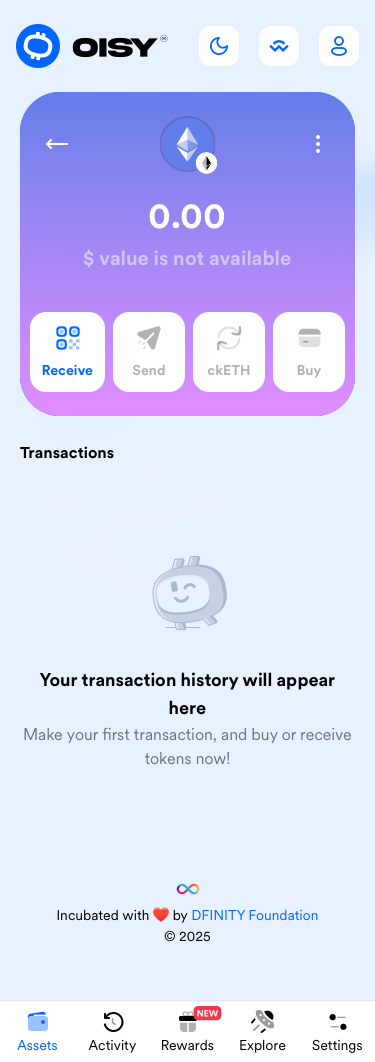 OISY
0.00
$ value is not available
Receive
Send
ckETH
Buy
Transactions
Your transaction history will appear
here
Make your first transaction, and buy or receive
tokens now!
Incubated with ❤️ by DFINITY Foundation
© 2025
NEW
Assets
Activity
Rewards
Explore
Settings